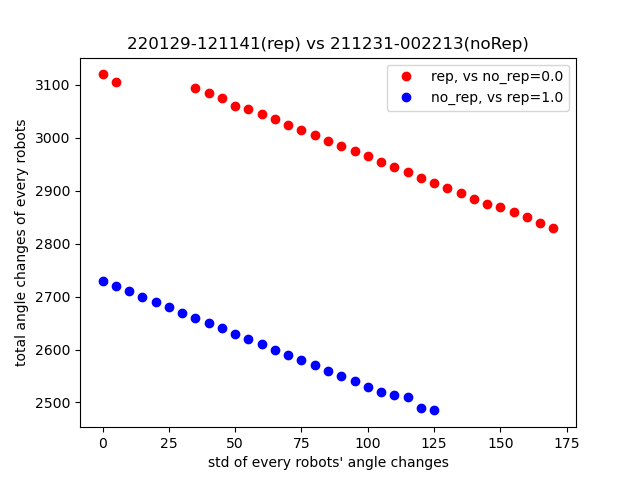 220129-121141(rep) vs 211231-002213(noRep)
rep, vs no_rep=0.0
no_rep, vs rep=1.0
total angle changes of every robots
3100
3000
2900
2800
2700
2600
2500
0 25 50 75 100 125 150 175
std of every robots' angle changes